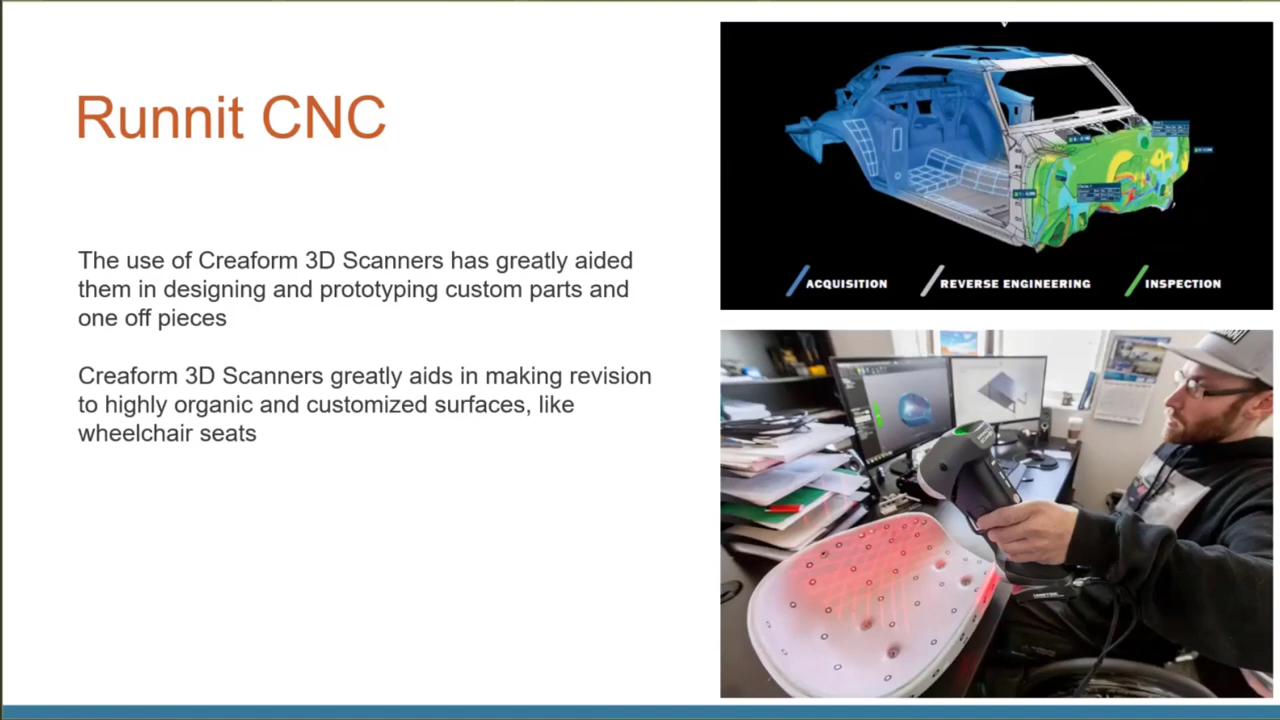 Runnit CNC
The use of Creaform 3D Scanners has greatly aided
them in designing and prototyping custom parts and
one off pieces
Creaform 3D Scanners greatly aids in making revision
to highly organic and customized surfaces, like
wheelchair seats
ACQUISITION
REVERSE ENGINEERING
INSPECTION